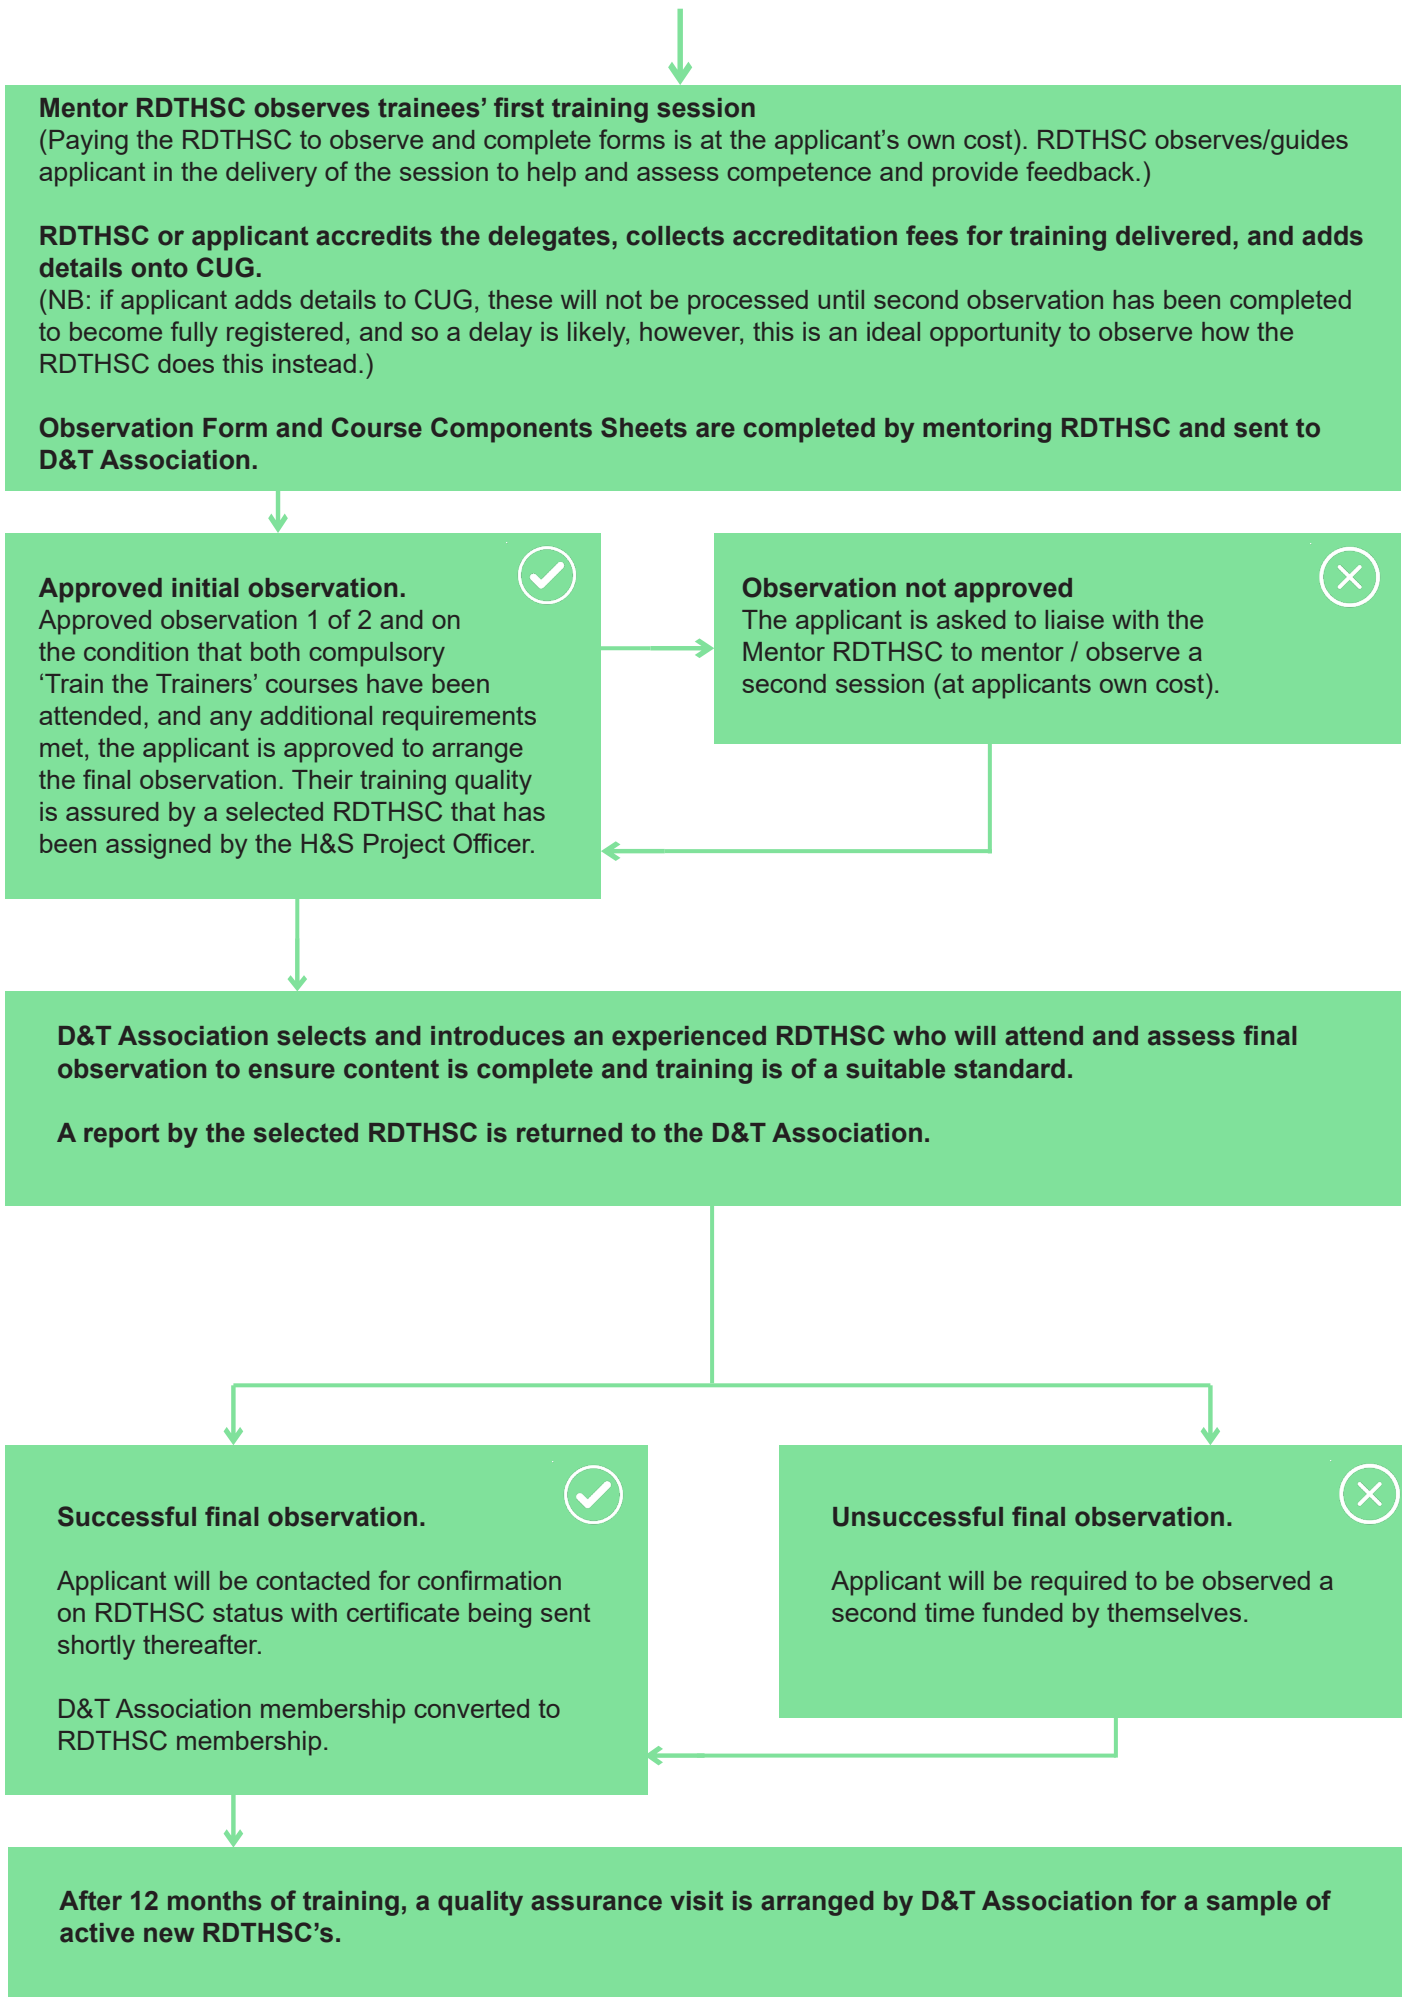 Mentor RDTHSC observes trainees’ first training session
(Paying the RDTHSC to observe and complete forms is at the applicant’s own cost). RDTHSC observes/guides
applicant in the delivery of the session to help and assess competence and provide feedback.)
RDTHSC or applicant accredits the delegates, collects accreditation fees for training delivered, and adds
details onto CUG.
(NB: if applicant adds details to CUG, these will not be processed until second observation has been completed
to become fully registered, and so a delay is likely, however, this is an ideal opportunity to observe how the
RDTHSC does this instead.)
Observation Form and Course Components Sheets are completed by mentoring RDTHSC and sent to
D&T Association.
Approved initial observation.
Approved observation 1 of 2 and on
the condition that both compulsory
‘Train the Trainers’ courses have been
attended, and any additional requirements
met, the applicant is approved to arrange
the final observation. Their training quality
is assured by a selected RDTHSC that has
been assigned by the H&S Project Officer.
Observation not approved
The applicant is asked to liaise with the
Mentor RDTHSC to mentor / observe a
second session (at applicants own cost).
D&T Association selects and introduces an experienced RDTHSC who will attend and assess final
observation to ensure content is complete and training is of a suitable standard.
A report by the selected RDTHSC is returned to the D&T Association.
Successful final observation.
Applicant will be contacted for confirmation
on RDTHSC status with certificate being sent
shortly thereafter.
D&T Association membership converted to
RDTHSC membership.
Unsuccessful final observation.
Applicant will be required to be observed a
second time funded by themselves.
After 12 months of training, a quality assurance visit is arranged by D&T Association for a sample of
active new RDTHSC’s.